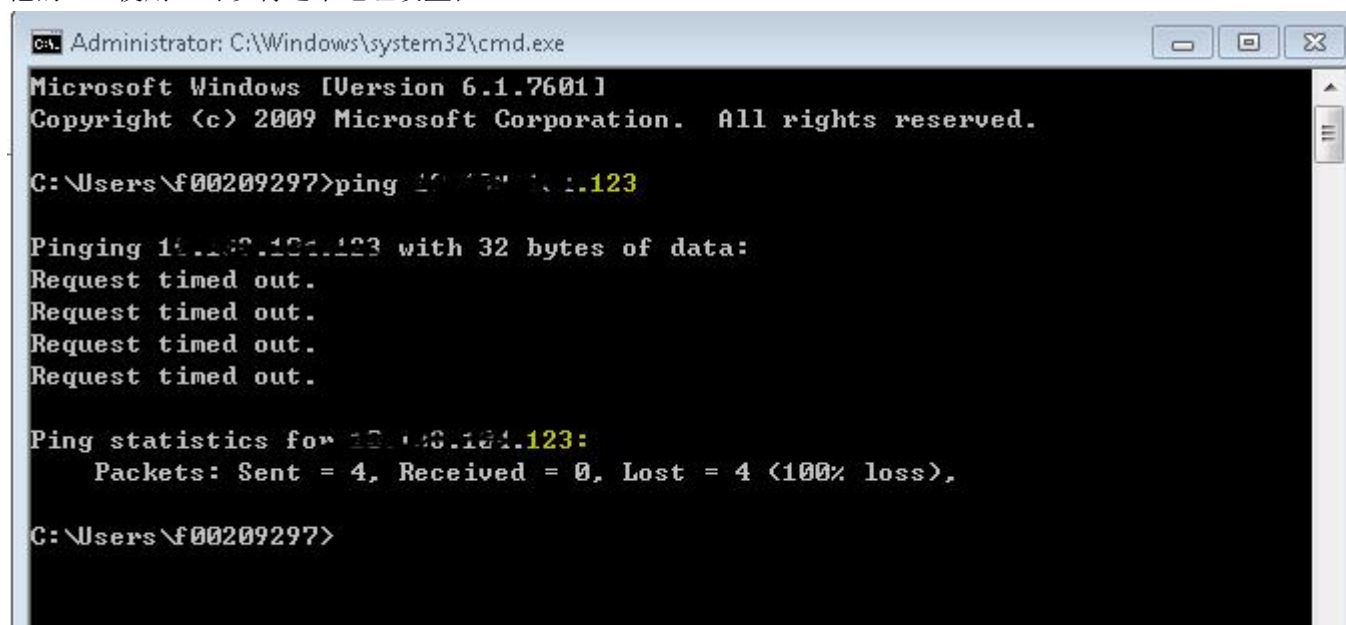 Administrator: C:\Windows\system32\cmd.exe
Microsoft Windows [Version 6.1.7601]
Copyright (c) 2009 Microsoft Corporation.  All rights reserved.
C:\Users\f00209297>ping .123
Pinging with 32 bytes of data:
Request timed out.
Request timed out.
Request timed out.
Request timed out.
Ping statistics for .123:
Packets: Sent = 4, Received = 0, Lost = 4 (100% loss),
C:\Users\f00209297>